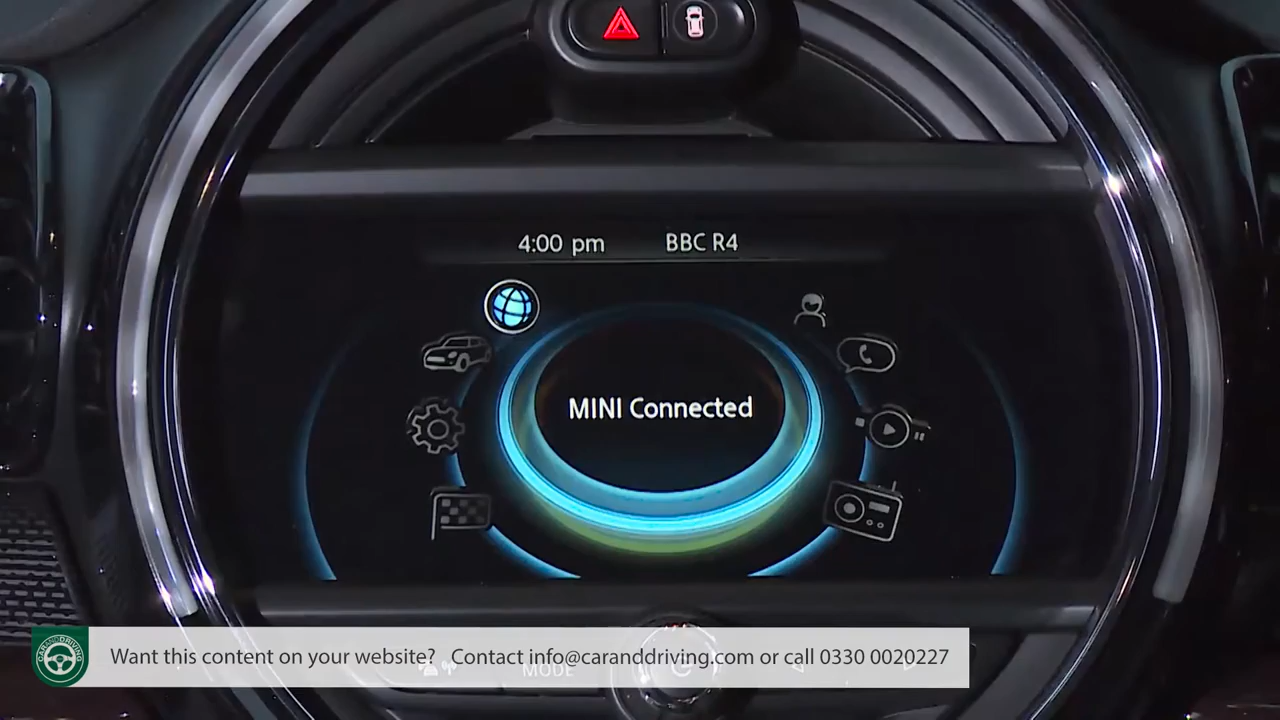 4:00 pm BBC R4
MINI Connected
CARANDDRIVING
Want this content on your website? Contact info@caranddriving.com or call 0330 0020227
MODE